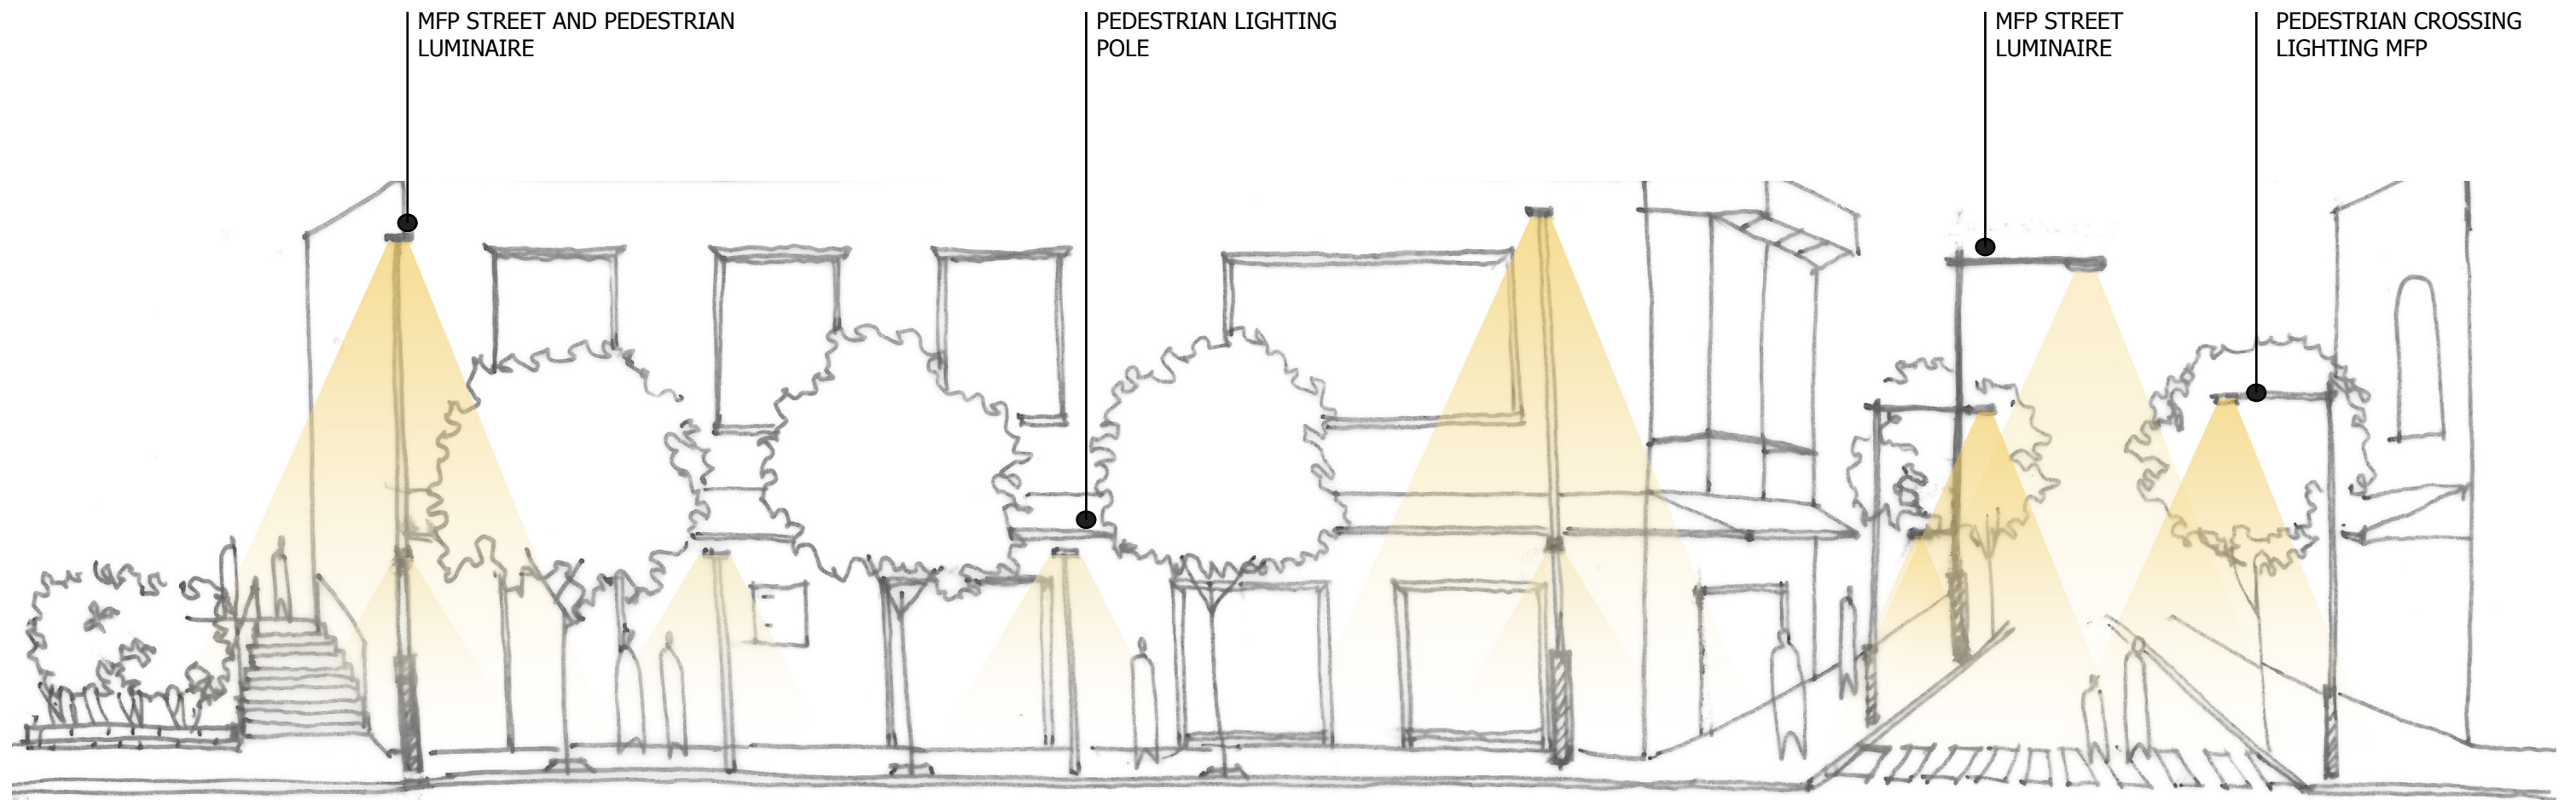 MFP STREET AND PEDESTRIAN
LUMINAIRE
PEDESTRIAN LIGHTING
POLE
MFP STREET
LUMINAIRE
PEDESTRIAN CROSSING
LIGHTING MFP